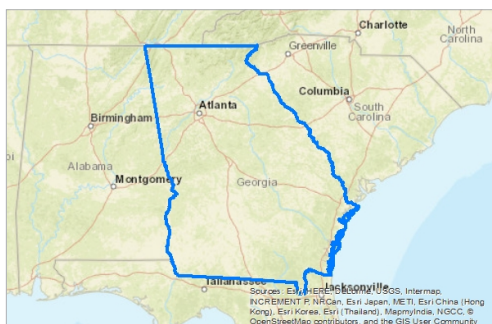 Charlotte
North
Carolina
Greenville
Columbia
Atlanta
South
Carolina
Birmingham
pi
Alabama
Montgomery
Georgia
Tallahassee
Jacksonville
Sources: Esri, HERE, DeLorme, USGS, Intermap,
INCREMENT P, NRCan, Esri Japan, METI, Esri China (Hong
Kong), Esri Korea, Esri (Thailand), MapmyIndia, NGCC, ©
OpenStreetMap contributors, and the GIS User Community